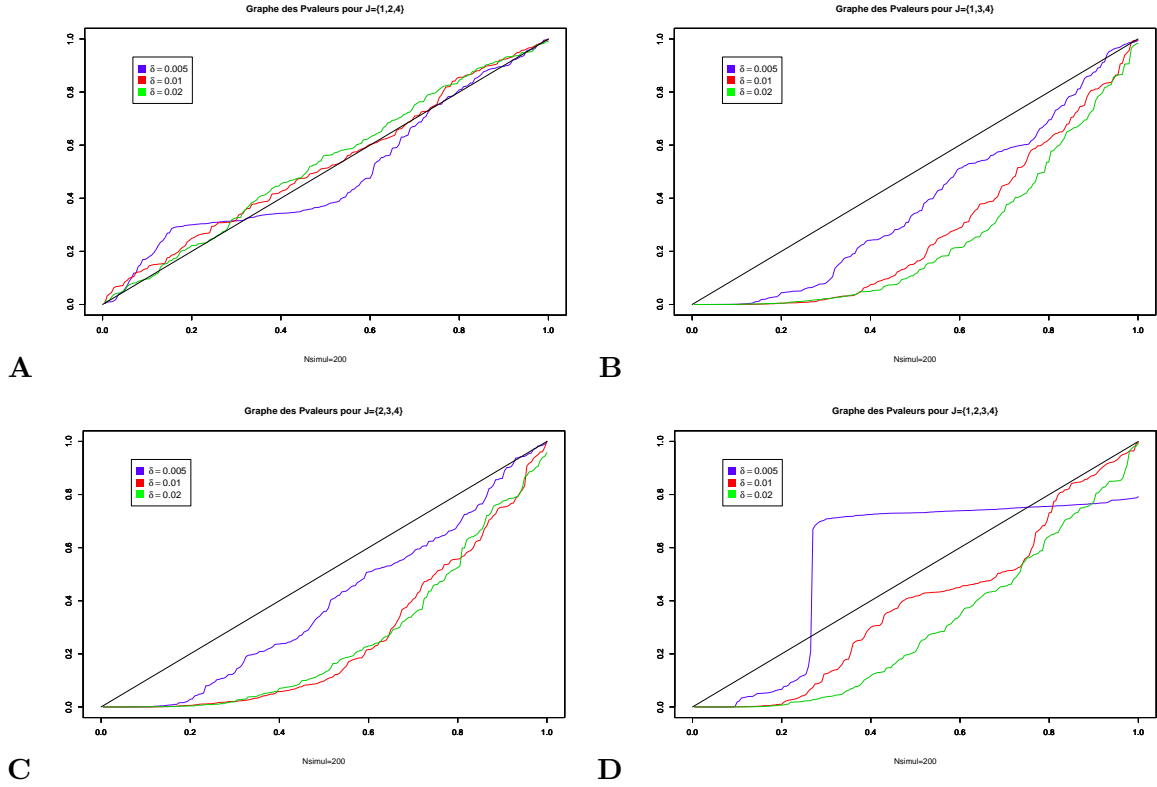 Graphe des Pvaleurs pour J={1,2,4}
1.0
0.8
0.6
0.4
0.2
0.0
δ = 0.005
δ = 0.01
δ = 0.02
0.0 0.2 0.4 0.6 0.8 1.0
Nsimul=200
A
Graphe des Pvaleurs pour J={1,3,4}
1.0
0.8
0.6
0.4
0.2
0.0
δ = 0.005
δ = 0.01
δ = 0.02
0.0 0.2 0.4 0.6 0.8 1.0
Nsimul=200
B
Graphe des Pvaleurs pour J={2,3,4}
1.0
0.8
0.6
0.4
0.2
0.0
δ = 0.005
δ = 0.01
δ = 0.02
0.0 0.2 0.4 0.6 0.8 1.0
Nsimul=200
C
Graphe des Pvaleurs pour J={1,2,3,4}
1.0
0.8
0.6
0.4
0.2
0.0
δ = 0.005
δ = 0.01
δ = 0.02
0.0 0.2 0.4 0.6 0.8 1.0
Nsimul=200
D